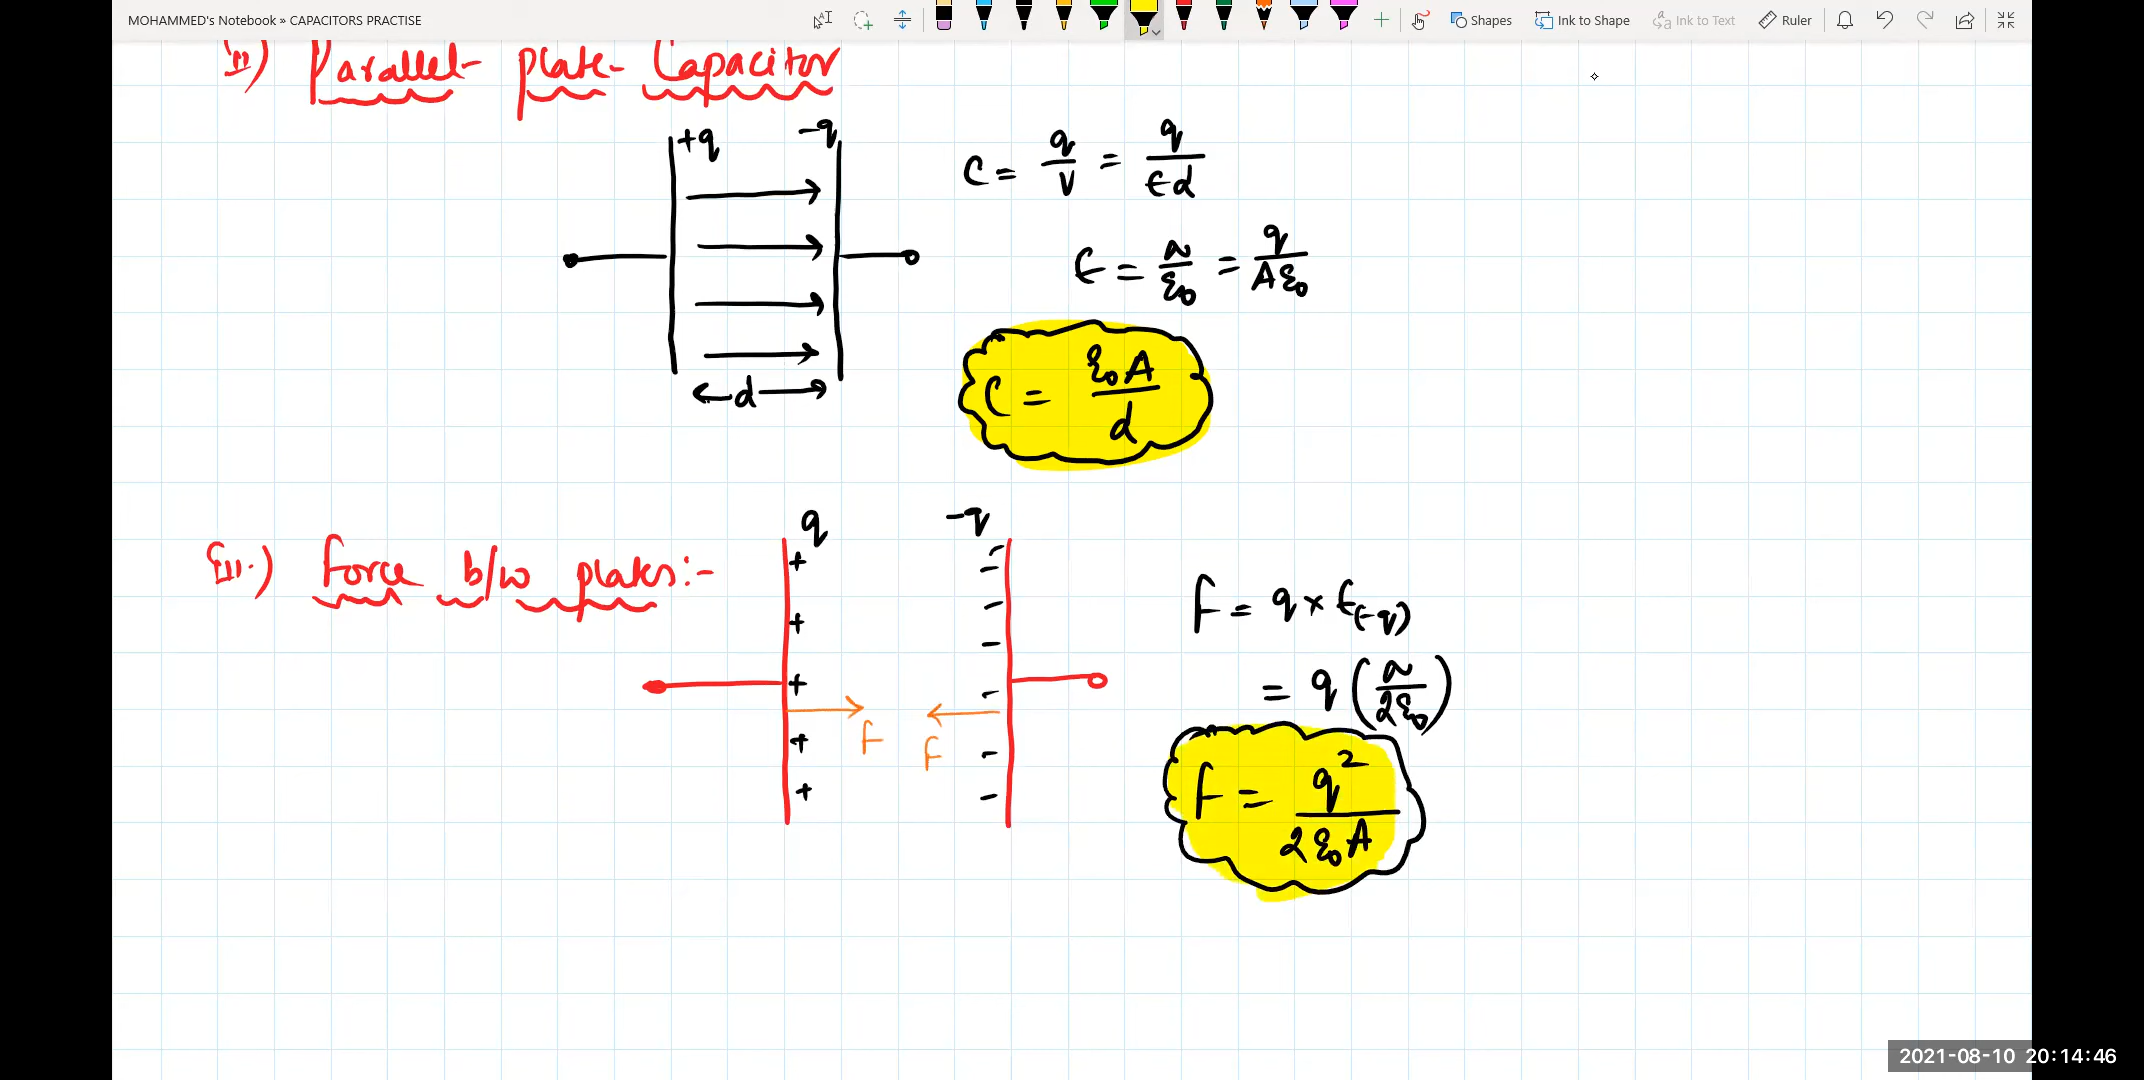 MOHAMMED's Notebook » CAPACITORS PRACTISE
Shapes
Ink to Shape
Ink to Text
Ruler
II) Parallel- plate- Capacitor
+q -q
C = q/V = q/Ed
E = σ/ε₀ = q/Aε₀
C = ε₀A/d
d
III.) Force b/w plates:-
q -q
+ + + + +
- - - - - - - -
F F
F = q × E(-q)
= q (σ/2ε₀)
F = q²/2ε₀A
2021-08-10 20:14:46